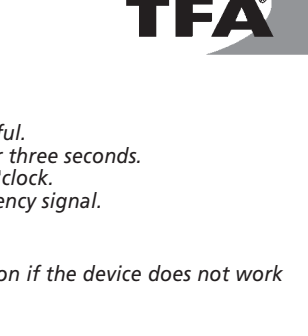 TFA®
ful.
r three seconds.
'clock.
ency signal.
on if the device does not work